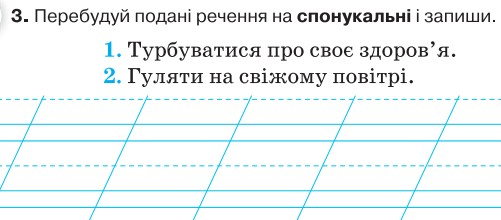 3. Перебудуй подані речення на спонукальні і запиши.
1. Турбуватися про своє здоров’я.
2. Гуляти на свіжому повітрі.